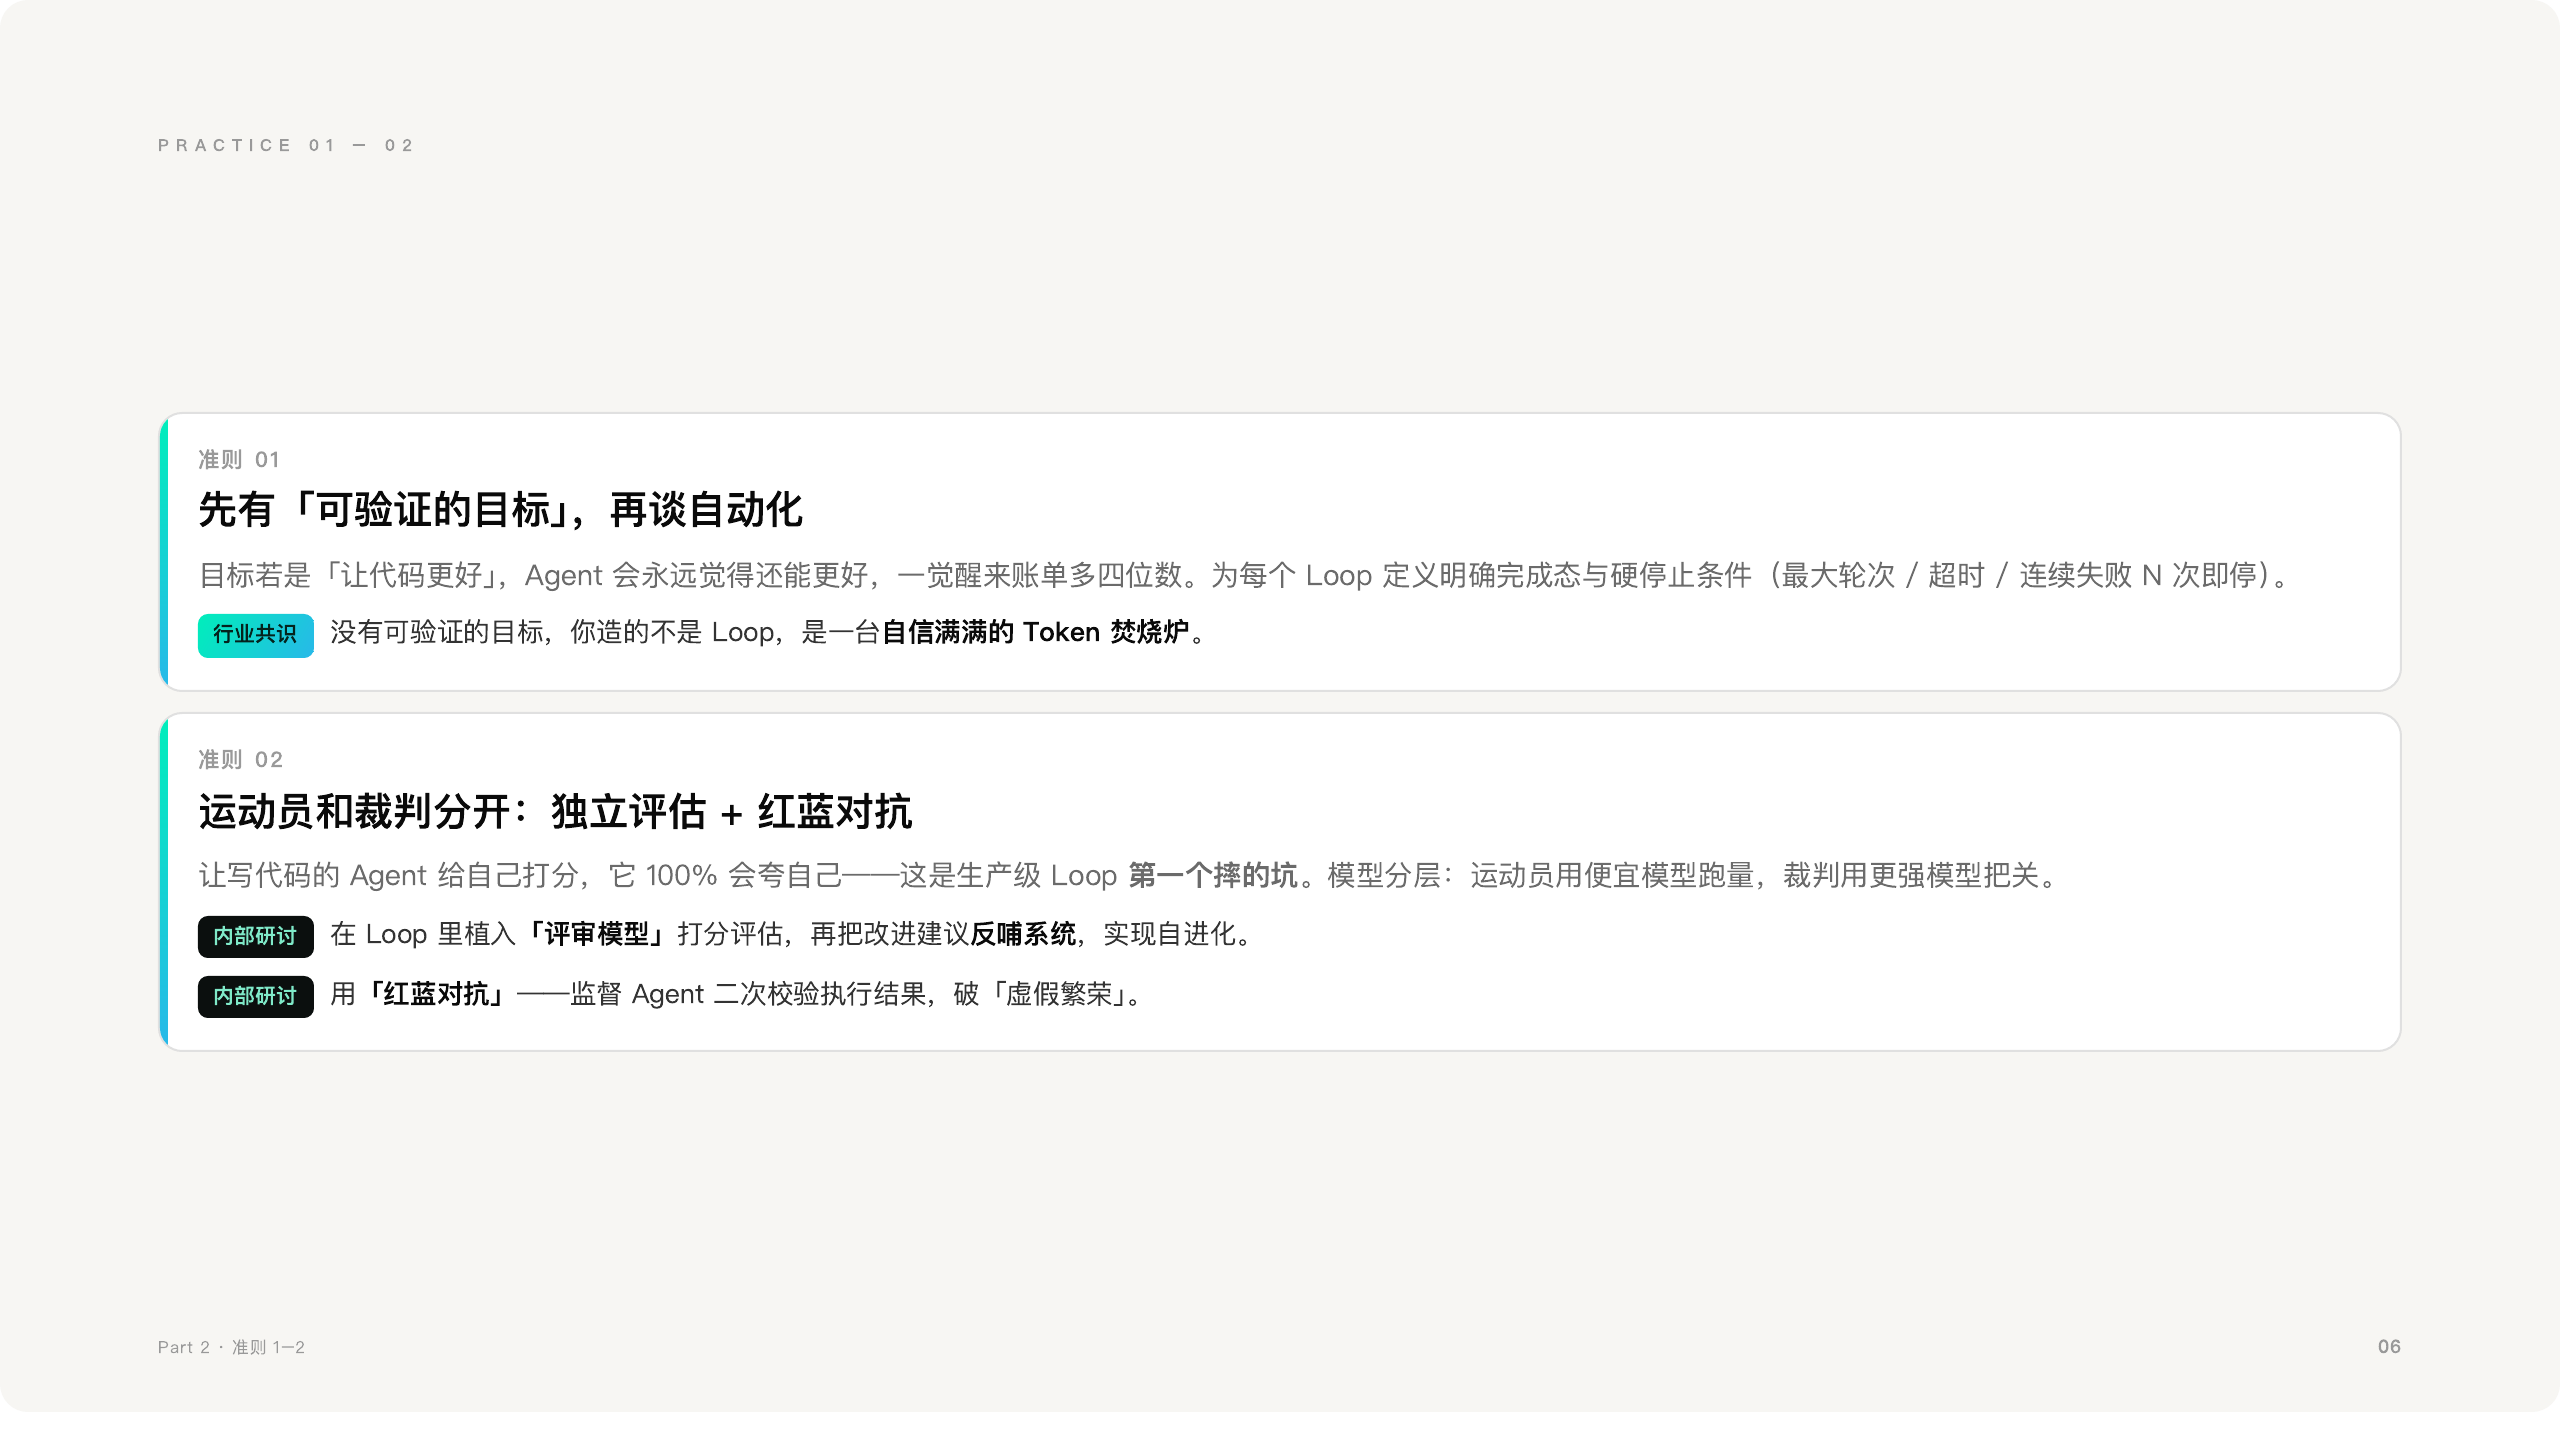 PRACTICE 01 — 02
准则 01
先有「可验证的目标」，再谈自动化
目标若是「让代码更好」，Agent 会永远觉得还能更好，一觉醒来账单多四位数。为每个 Loop 定义明确完成态与硬停止条件（最大轮次 / 超时 / 连续失败 N 次即停）。
行业共识 没有可验证的目标，你造的不是 Loop，是一台自信满满的 Token 焚烧炉。
准则 02
运动员和裁判分开：独立评估 + 红蓝对抗
让写代码的 Agent 给自己打分，它 100% 会夸自己——这是生产级 Loop 第一个摔的坑。模型分层：运动员用便宜模型跑量，裁判用更强模型把关。
内部研讨 在 Loop 里植入「评审模型」打分评估，再把改进建议反哺系统，实现自进化。
内部研讨 用「红蓝对抗」——监督 Agent 二次校验执行结果，破「虚假繁荣」。
Part 2 · 准则 1—2
06